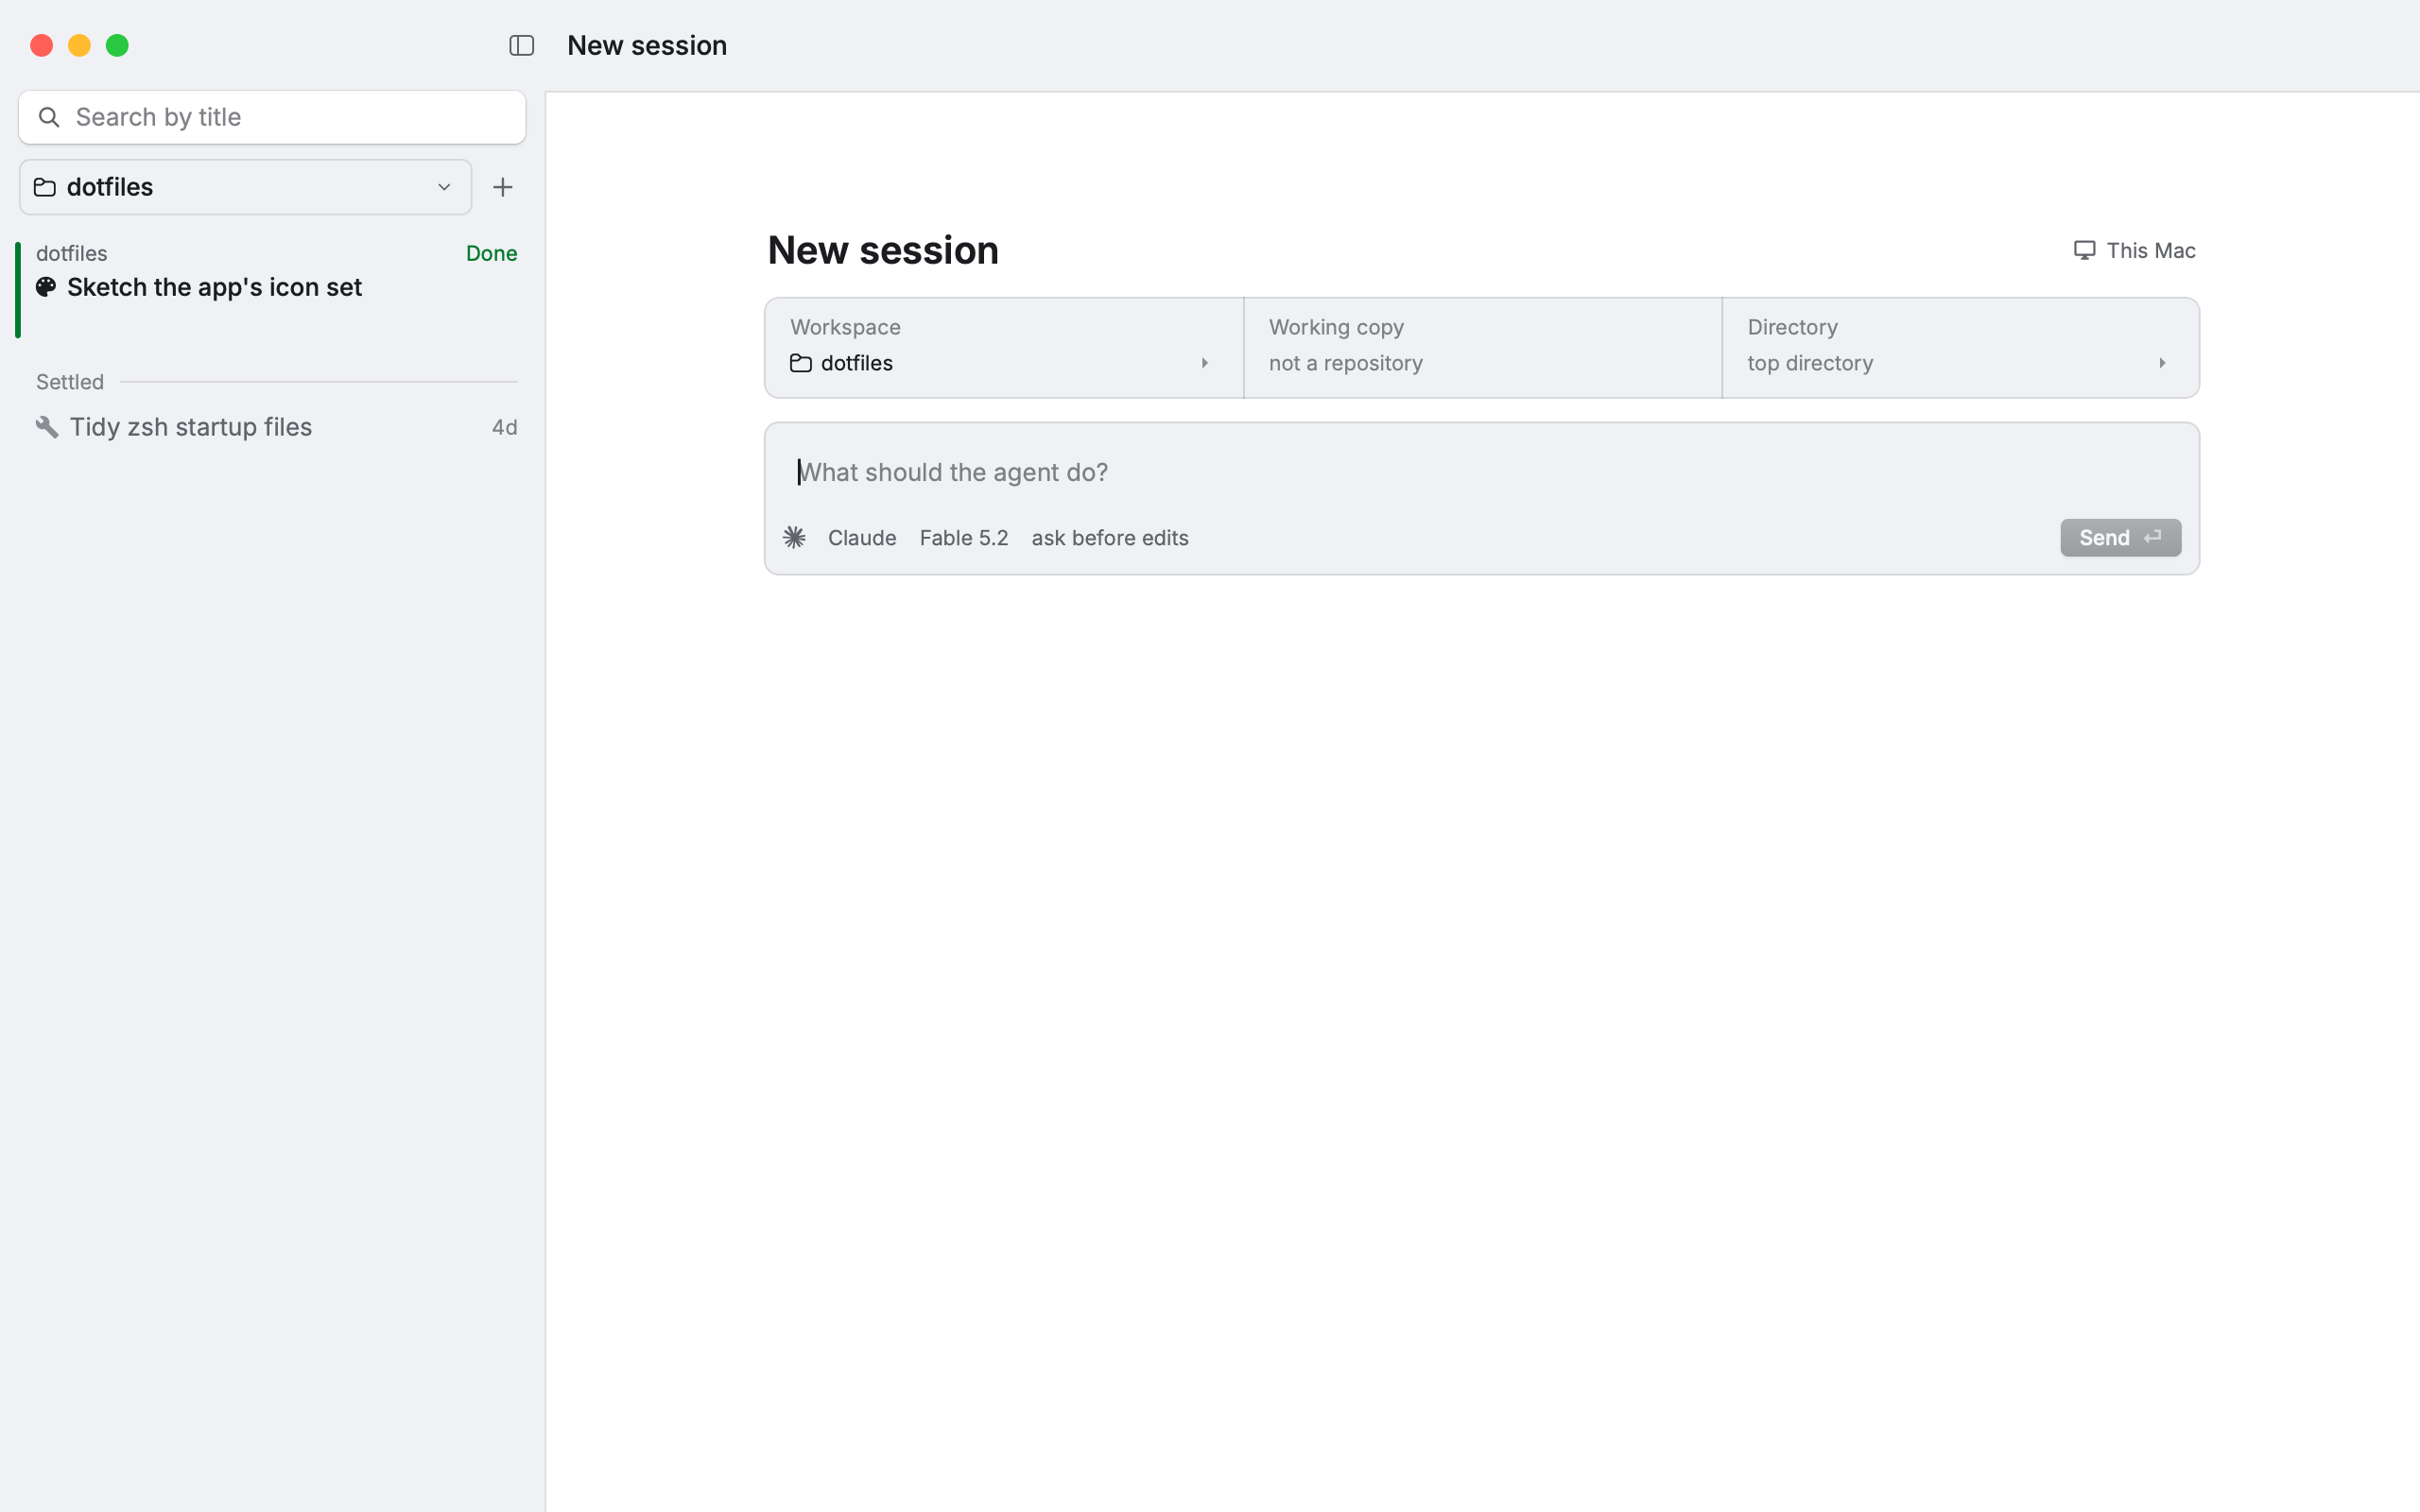 New session
Search by title
dotfiles
dotfiles Done
Sketch the app's icon set
Settled
Tidy zsh startup files 4d
New session This Mac
Workspace Working copy Directory
dotfiles not a repository top directory
What should the agent do?
Claude Fable 5.2 ask before edits Send